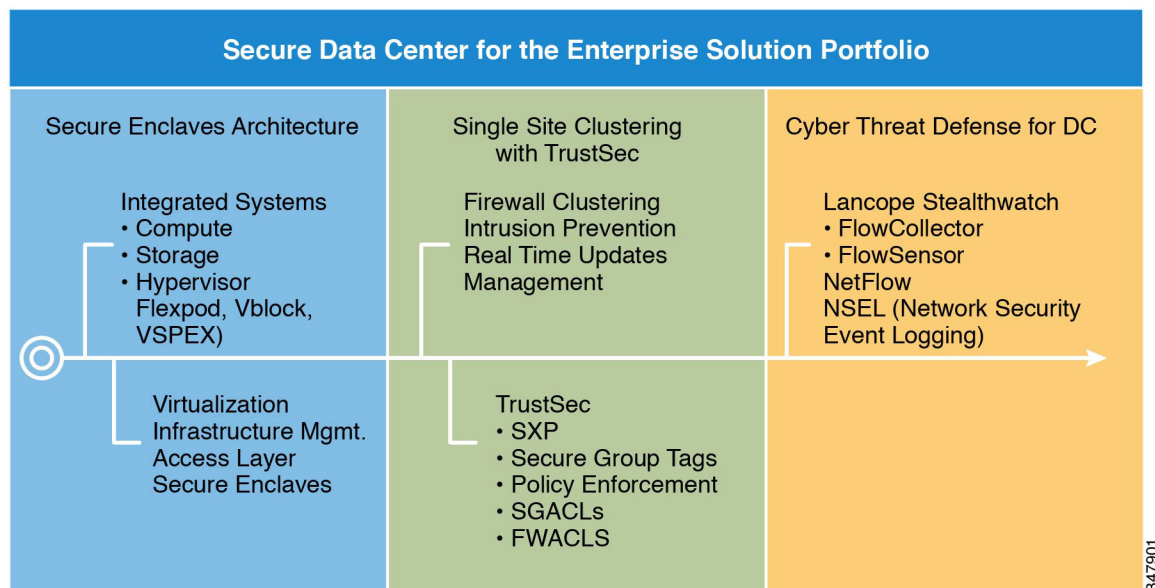 Secure Data Center for the Enterprise Solution Portfolio
Secure Enclaves Architecture
Integrated Systems
• Compute
• Storage
• Hypervisor
Flexpod, Vblock,
VSPEX)
Virtualization
Infrastructure Mgmt.
Access Layer
Secure Enclaves
Single Site Clustering
with TrustSec
Firewall Clustering
Intrusion Prevention
Real Time Updates
Management
TrustSec
• SXP
• Secure Group Tags
• Policy Enforcement
• SGACLs
• FWACLS
Cyber Threat Defense for DC
Lancope Stealthwatch
• FlowCollector
• FlowSensor
NetFlow
NSEL (Network Security
Event Logging)
347901